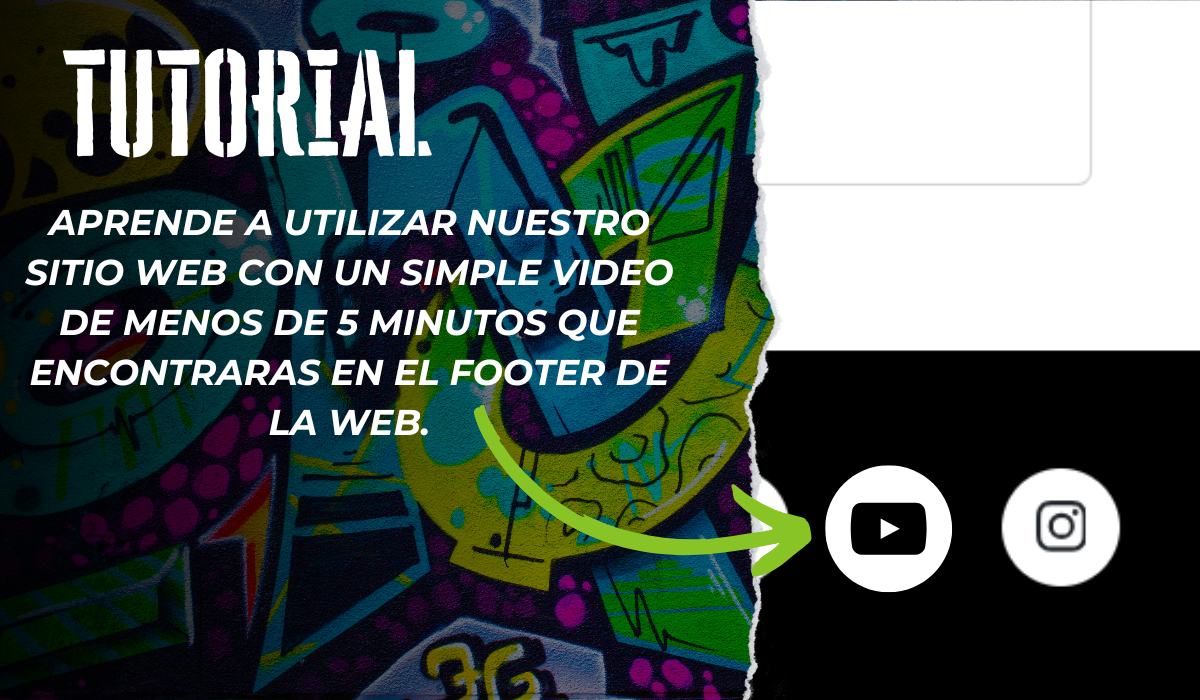 TUTORIAL
APRENDE A UTILIZAR NUESTRO
SITIO WEB CON UN SIMPLE VIDEO
DE MENOS DE 5 MINUTOS QUE
ENCONTRARAS EN EL FOOTER DE
LA WEB.